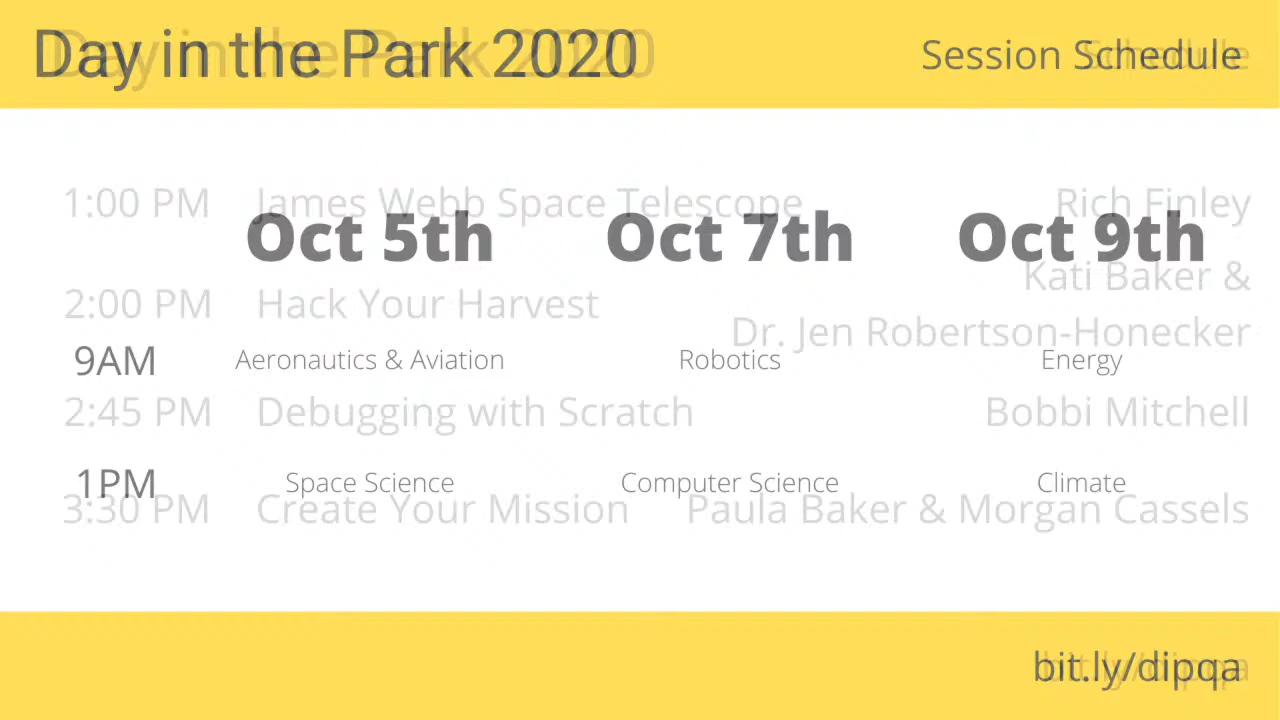 Day in the Park 2020
Session Schedule
1:00 PM James Webb Space Telescope Rich Finley
Oct 5th Oct 7th Oct 9th
Kati Baker &
2:00 PM Hack Your Harvest
Dr. Jen Robertson-Honecker
9AM Aeronautics & Aviation Robotics Energy
2:45 PM Debugging with Scratch Bobbi Mitchell
1PM Space Science Computer Science Climate
3:30 PM Create Your Mission Paula Baker & Morgan Cassels
bit.ly/dipqa